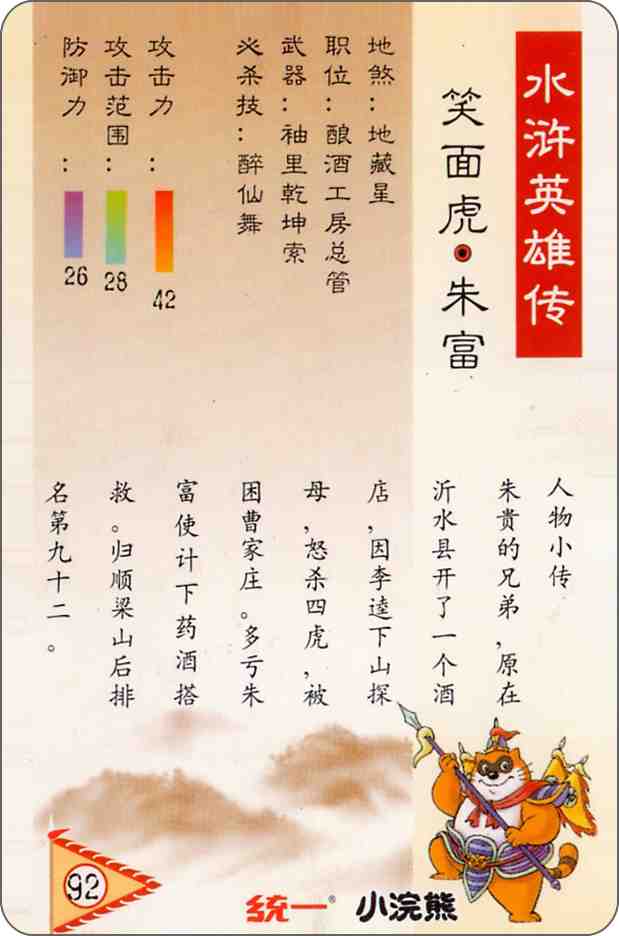 水浒英雄传
笑面虎·朱富
地煞：地藏星
职位：酿酒工房总管
武器：袖里乾坤索
必杀技：醉仙舞
攻击力：
42
攻击范围：
28
防御力：
26
人物小传
朱贵的兄弟，原在
沂水县开了一个酒
店，因李逵下山探
母，怒杀四虎，被
困曹家庄。多亏朱
富使计下药酒搭
救。归顺梁山后排
名第九十二。
92
统一®
小浣熊